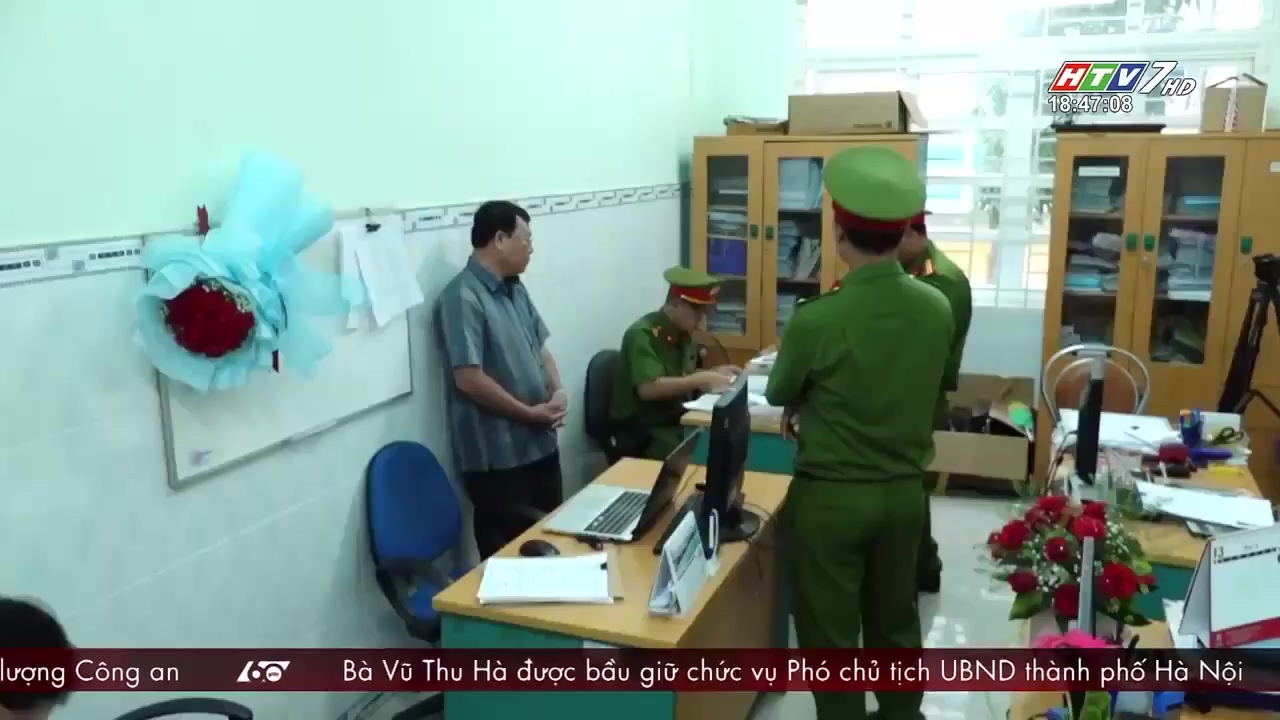 HTV7 HD
18:47:08
lượng Công an 60 Bà Vũ Thu Hà được bầu giữ chức vụ Phó chủ tịch UBND thành phố Hà Nội